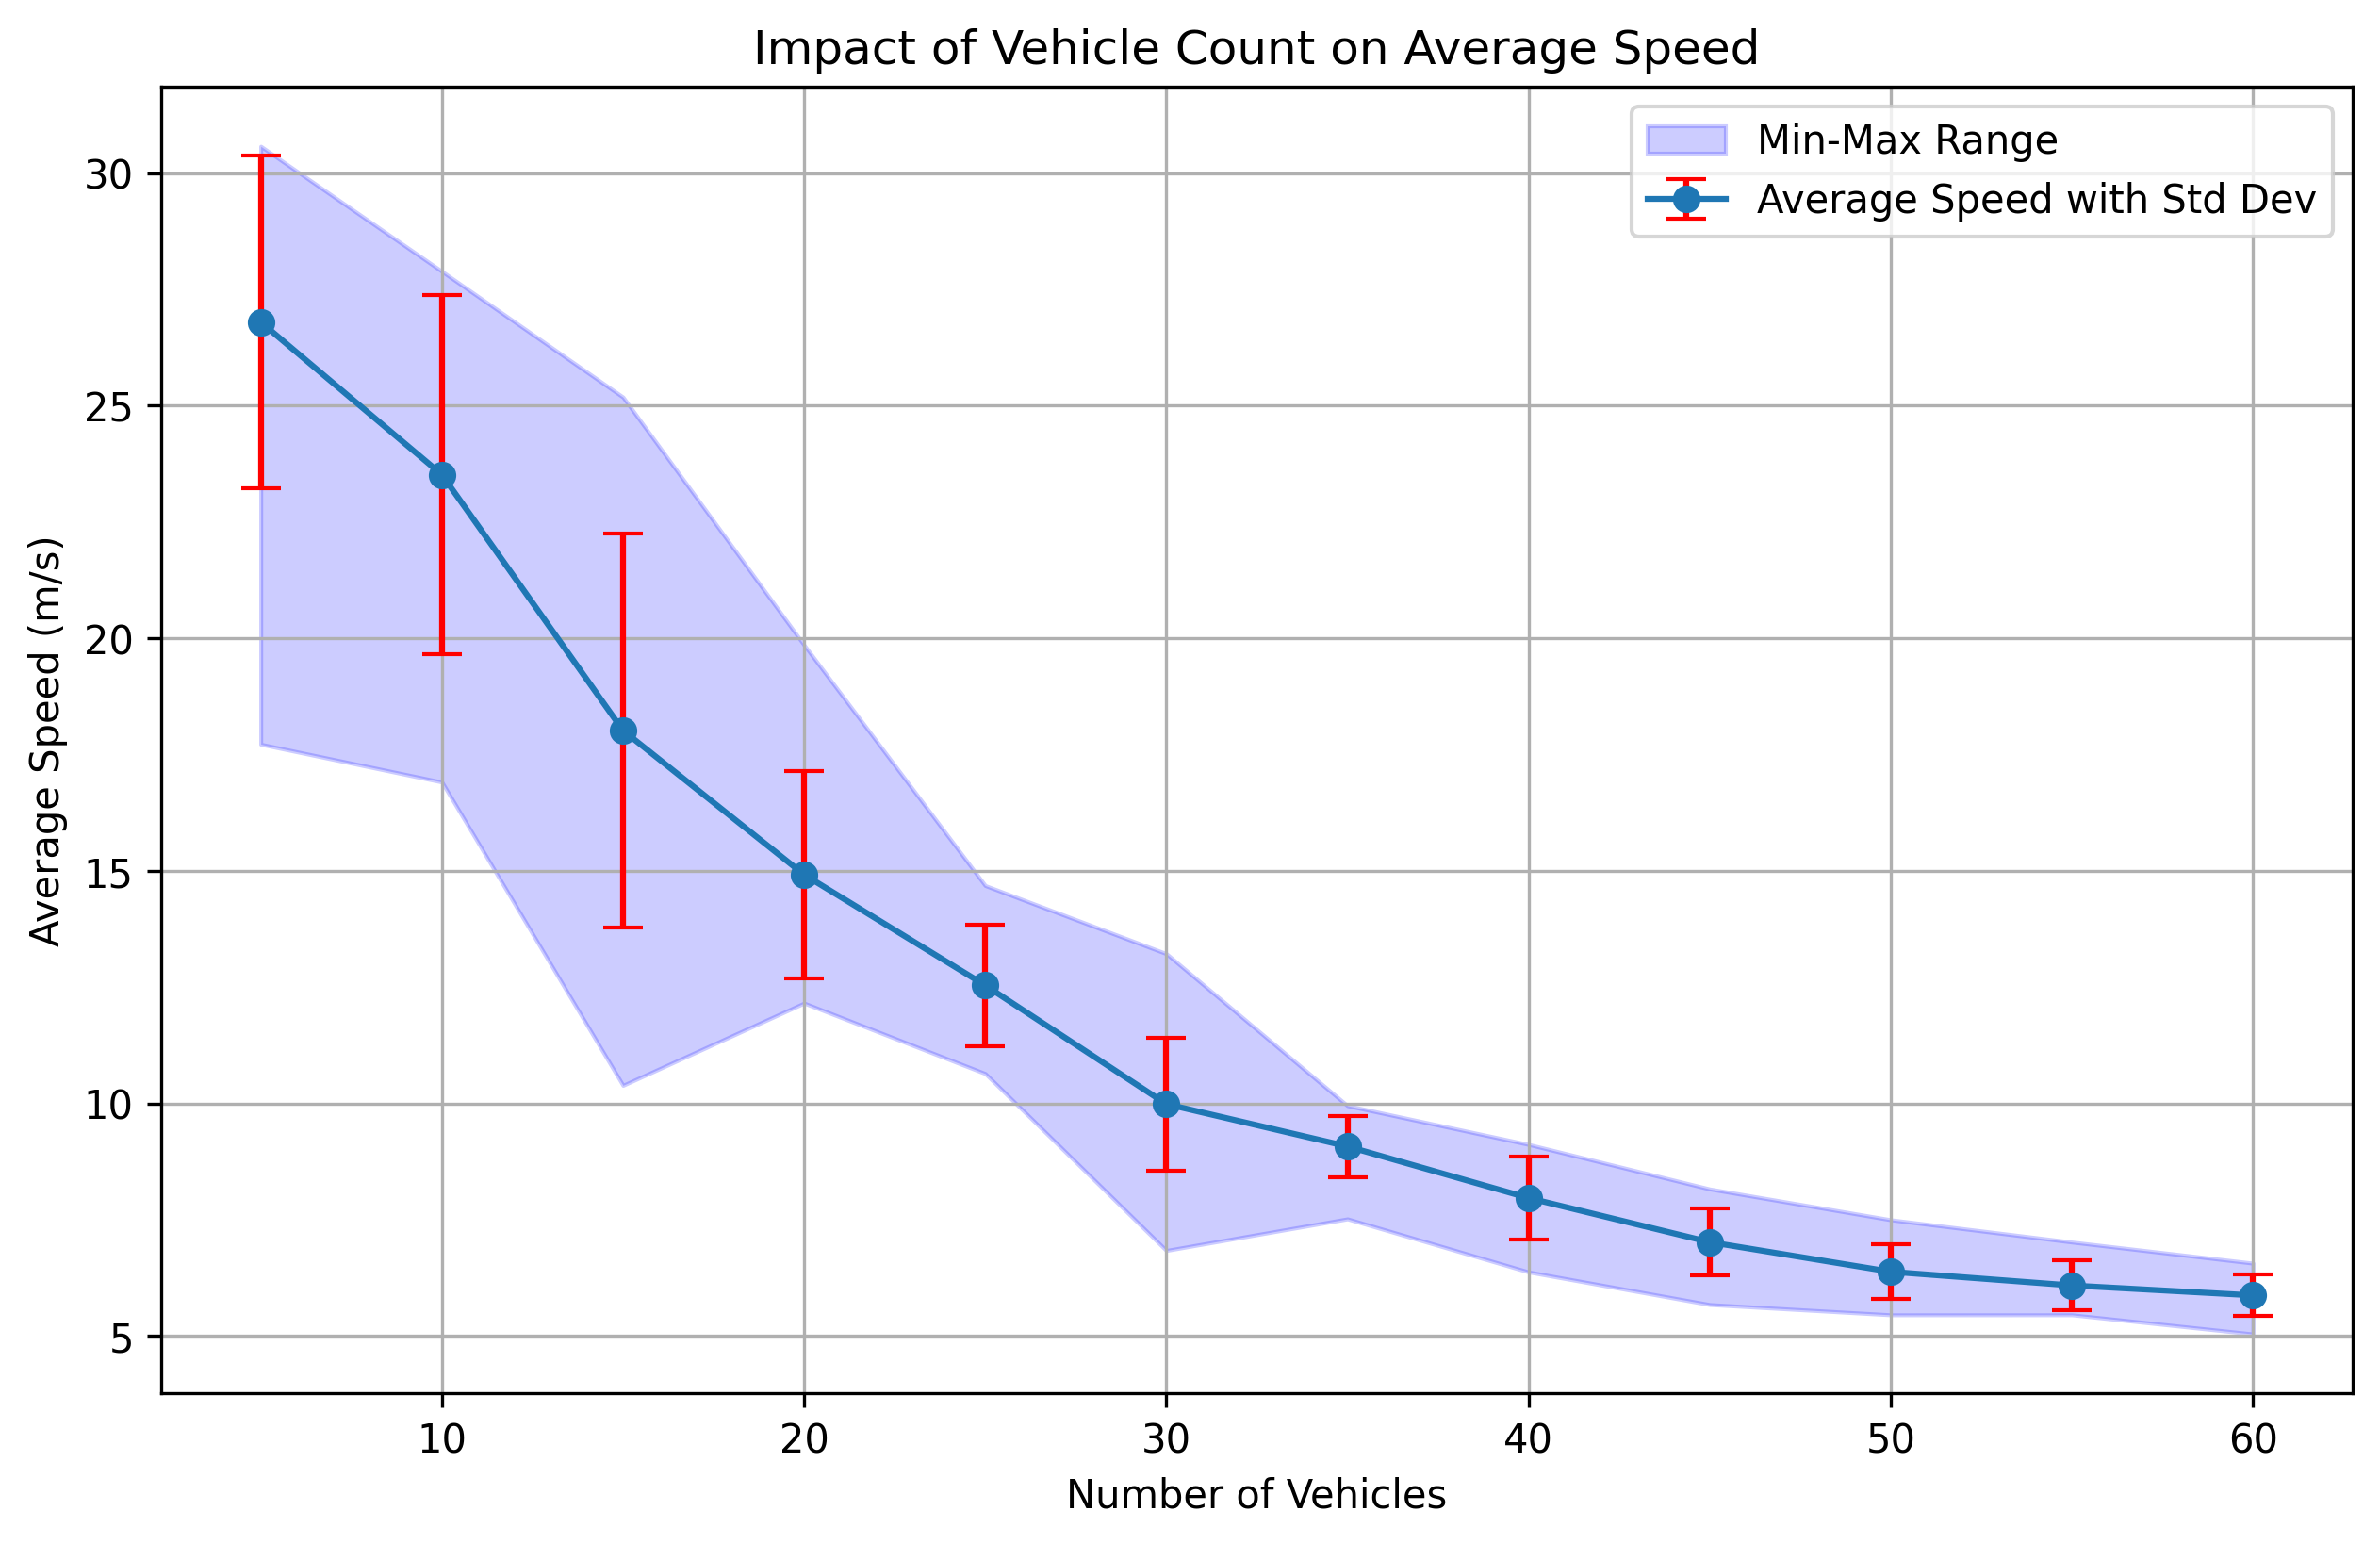 Impact of Vehicle Count on Average Speed
Min-Max Range
Average Speed with Std Dev
30
25
20
15
10
5
Average Speed (m/s)
10 20 30 40 50 60
Number of Vehicles